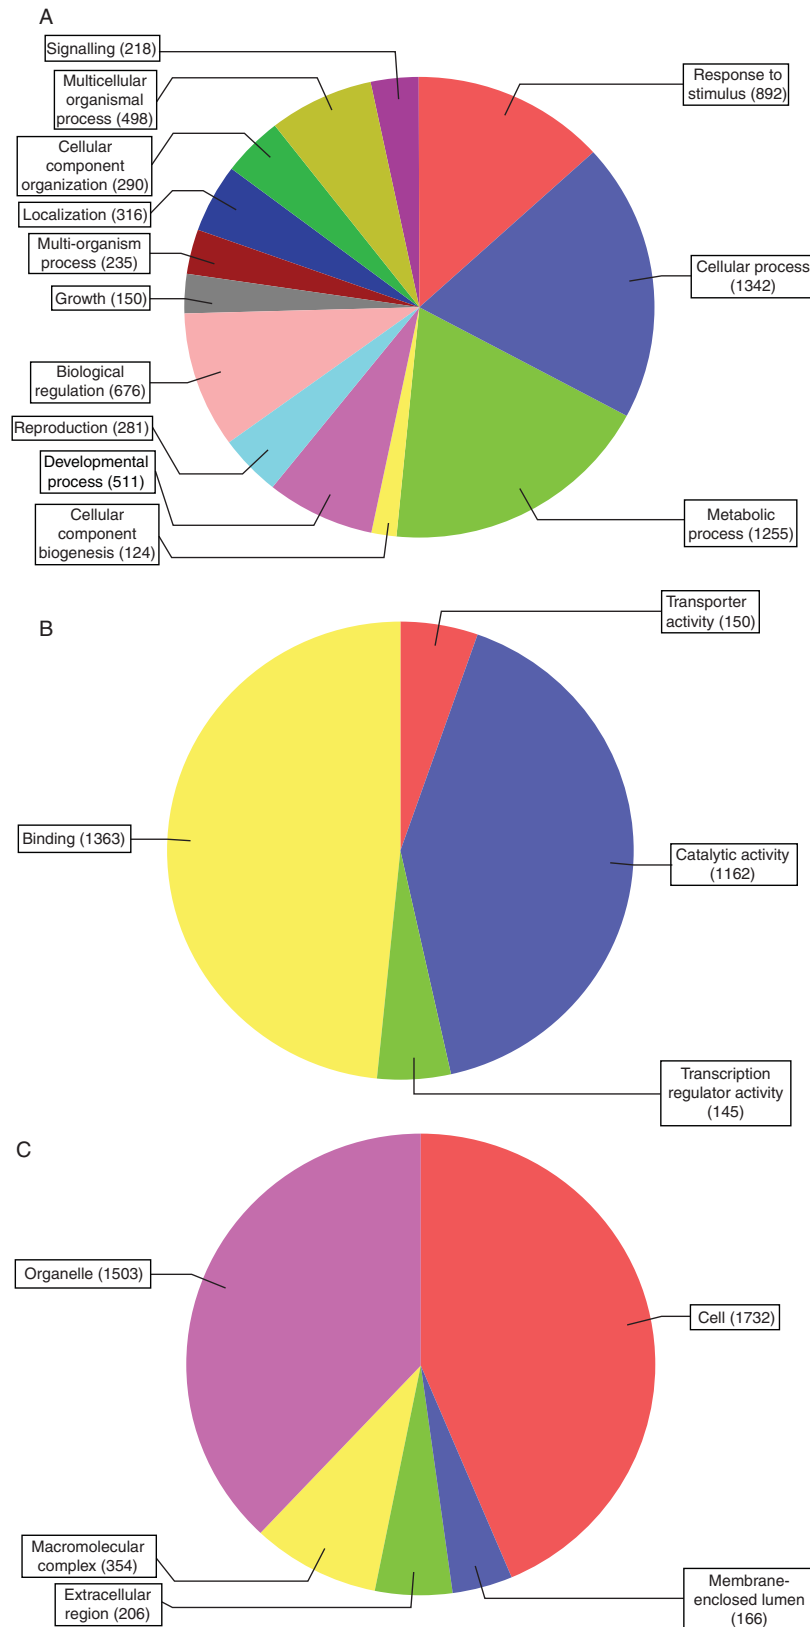 A
Signalling (218)
Multicellular
organismal
process (498)
Cellular
component
organization (290)
Localization (316)
Multi-organism
process (235)
Growth (150)
Biological
regulation (676)
Reproduction (281)
Developmental
process (511)
Cellular
component
biogenesis (124)
Response to
stimulus (892)
Cellular process
(1342)
Metabolic
process (1255)
B
Transporter
activity (150)
Binding (1363)
Catalytic activity
(1162)
Transcription
regulator activity
(145)
C
Organelle (1503)
Cell (1732)
Macromolecular
complex (354)
Extracellular
region (206)
Membrane-
enclosed lumen
(166)